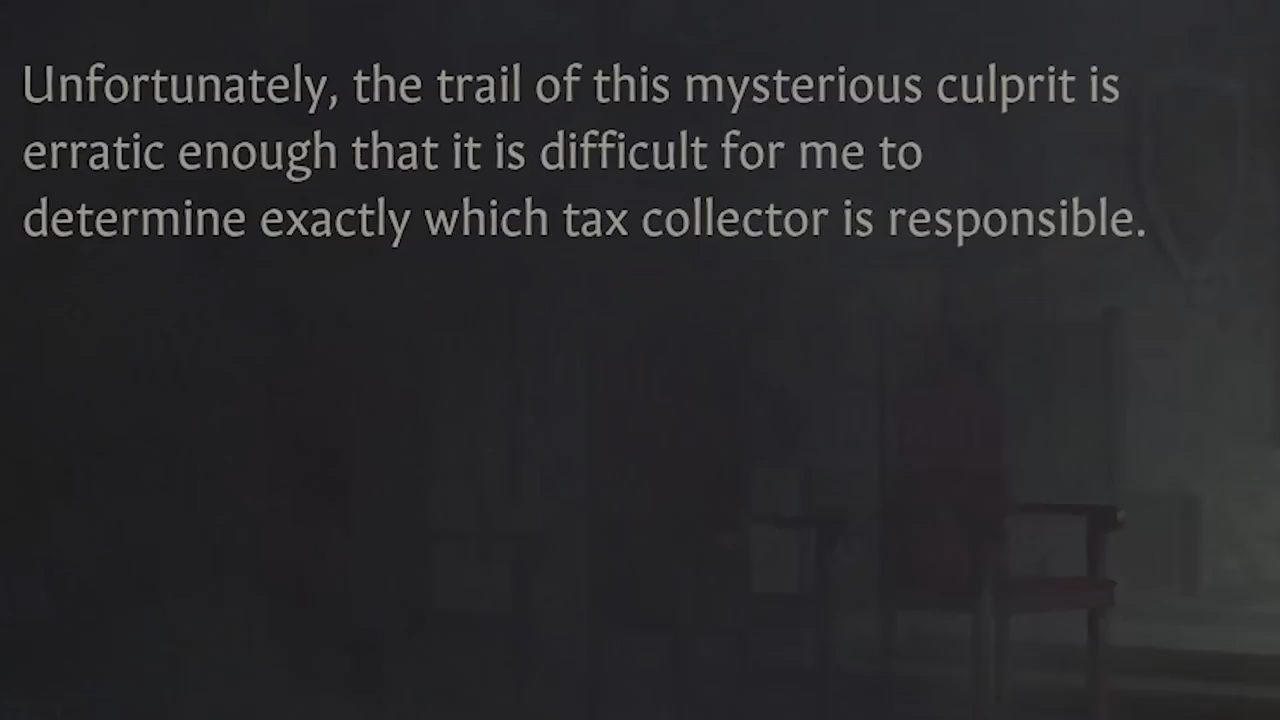 Unfortunately, the trail of this mysterious culprit is
erratic enough that it is difficult for me to
determine exactly which tax collector is responsible.